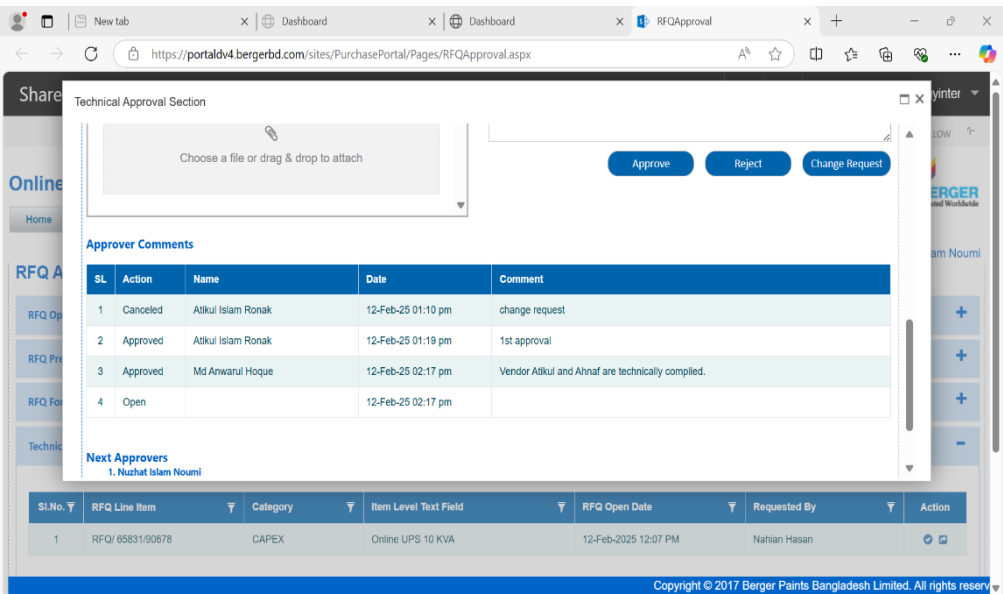 New tab
Dashboard
Dashboard
RFQApproval
https://portaldv4.bergerbd.com/sites/PurchasePortal/Pages/RFQApproval.aspx
Share
Technical Approval Section
yinter
LOW
Choose a file or drag & drop to attach
Approve Reject Change Request
Online
ERGER
Home
Approver Comments
am Noumi
RFQ A
SL Action Name Date Comment
1 Canceled Atikul Islam Ronak 12-Feb-25 01:10 pm change request
RFQ Op
2 Approved Atikul Islam Ronak 12-Feb-25 01:19 pm 1st approval
RFQ Pre
3 Approved Md Anwarul Hoque 12-Feb-25 02:17 pm Vendor Atikul and Ahnaf are technically complied.
RFQ For
4 Open 12-Feb-25 02:17 pm
Technic
Next Approvers
1. Nuzhat Islam Noumi
Sl.No. RFQ Line Item Category Item Level Text Field RFQ Open Date Requested By Action
1 RFQ/ 65831/90678 CAPEX Online UPS 10 KVA 12-Feb-2025 12:07 PM Nahian Hasan
Copyright © 2017 Berger Paints Bangladesh Limited. All rights reserv